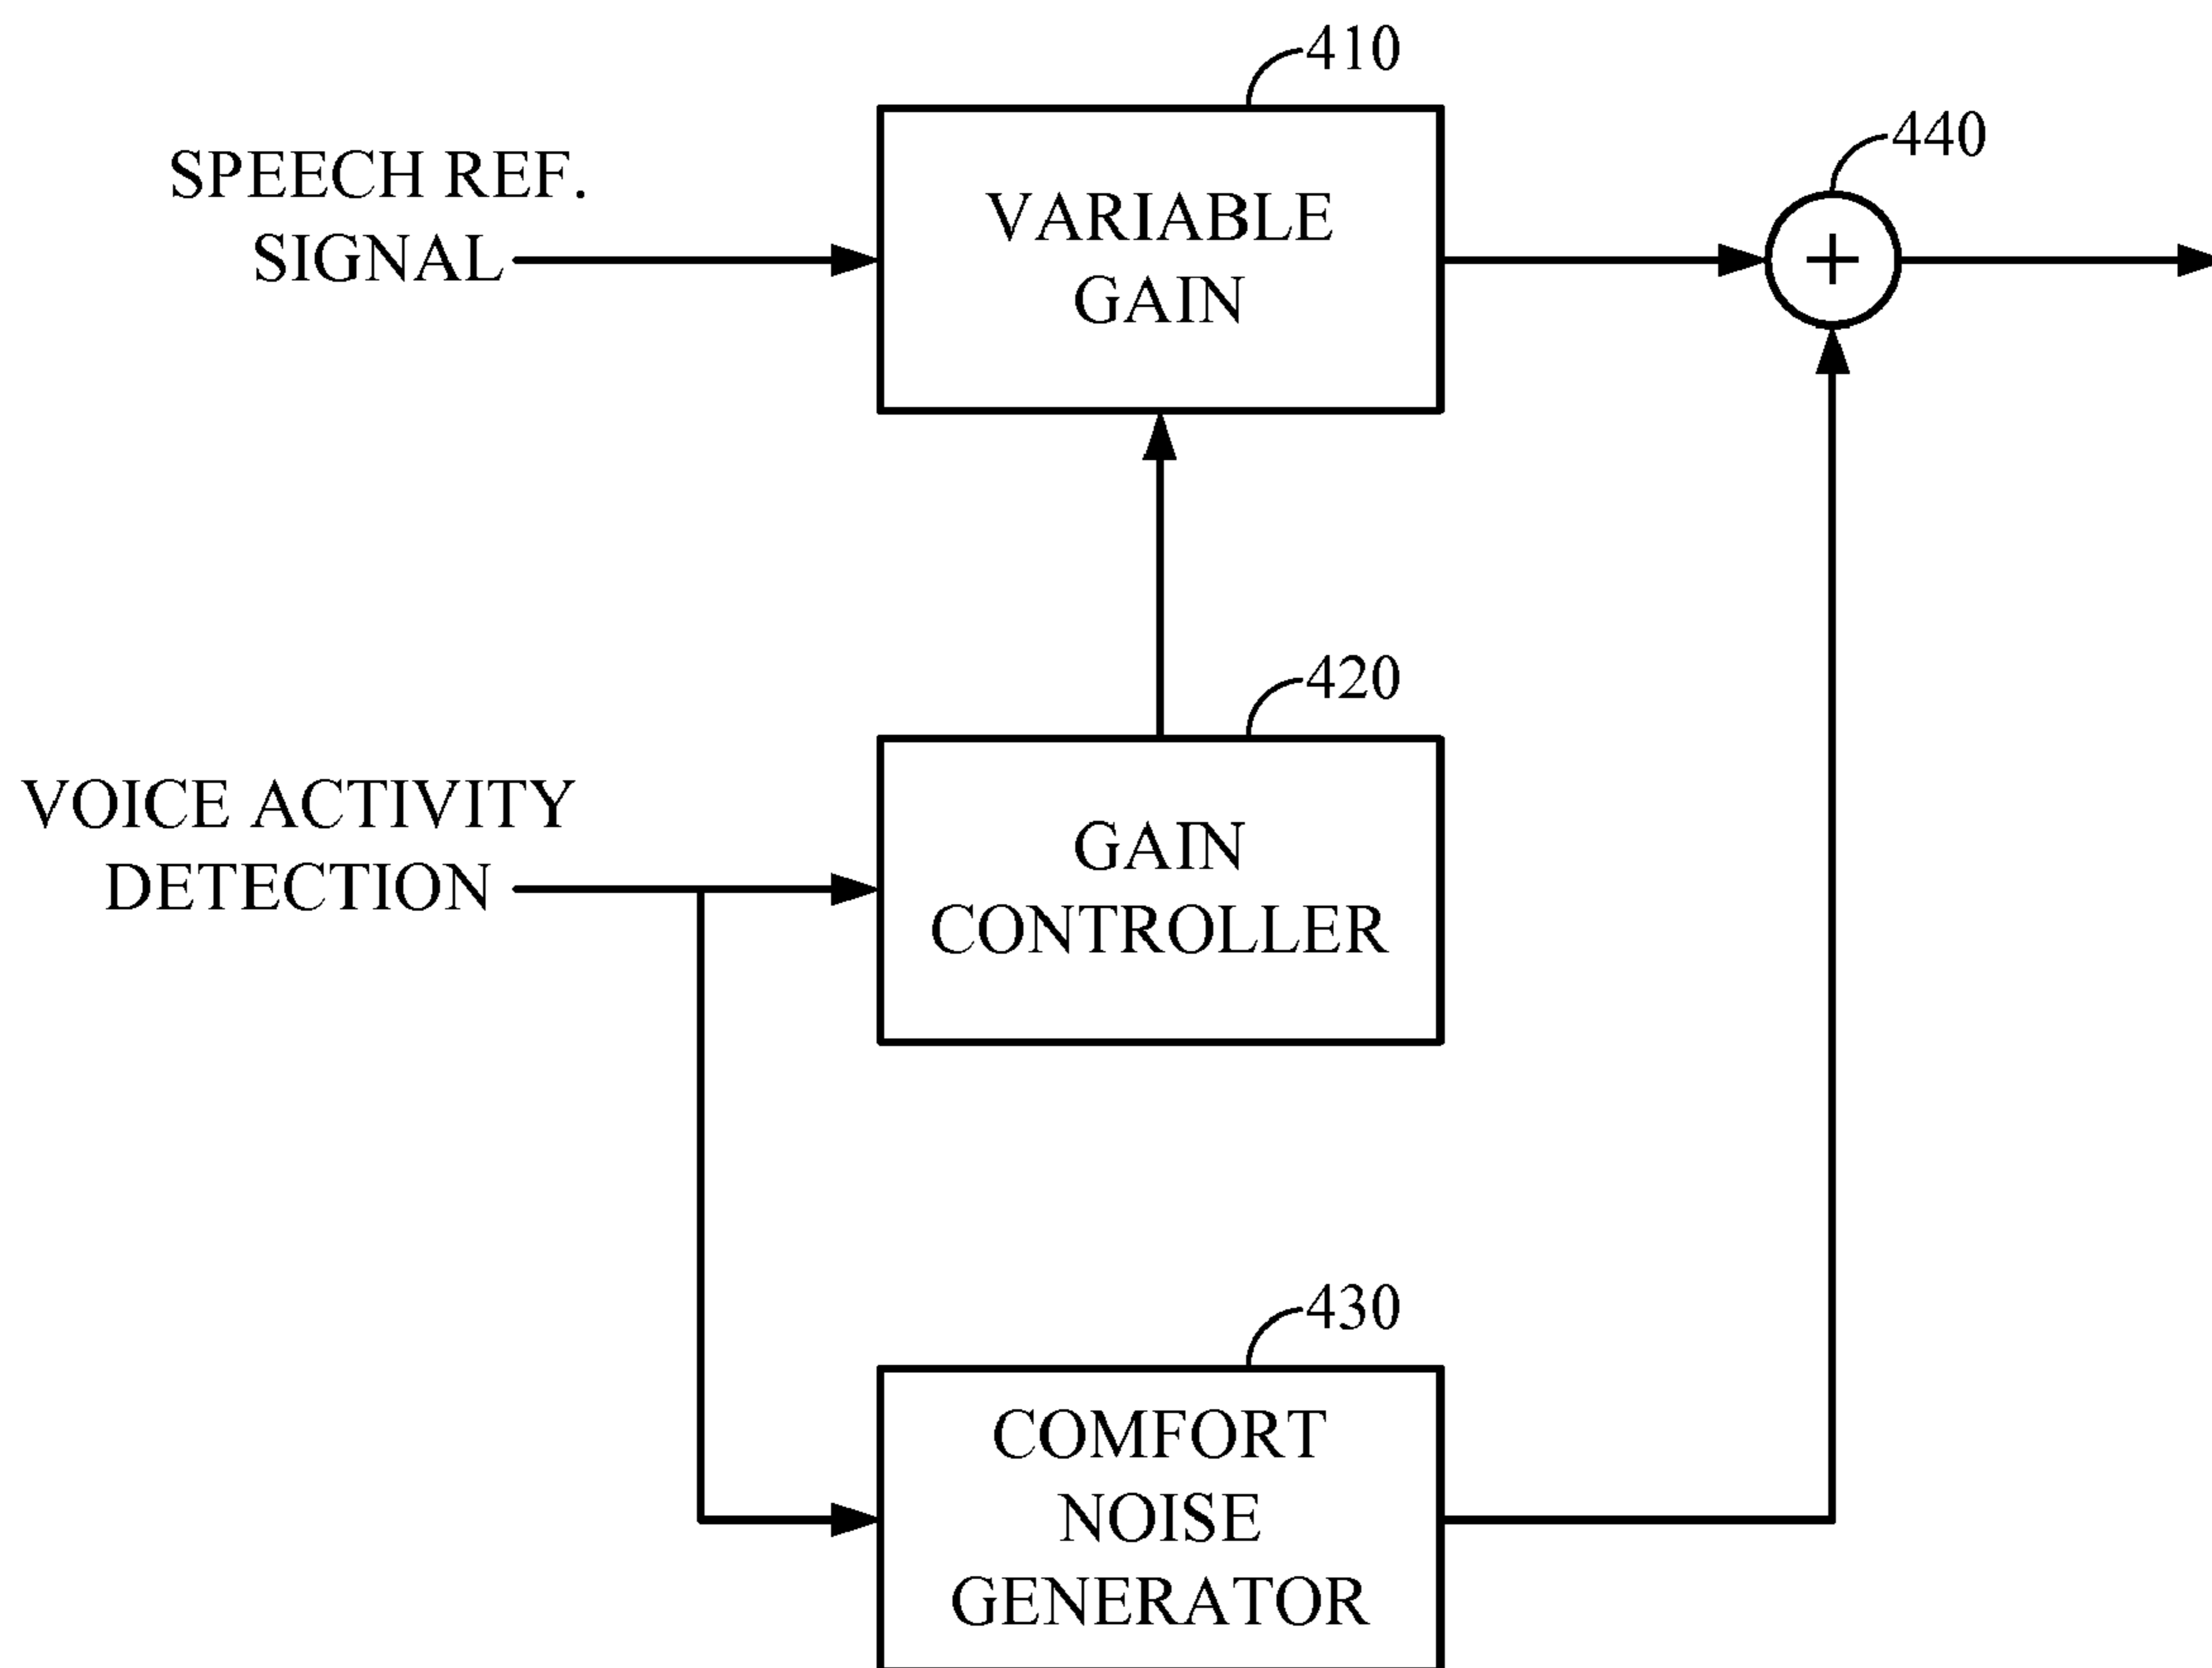 410
440
SPEECH REF.
SIGNAL
VARIABLE
GAIN
+
420
VOICE ACTIVITY
DETECTION
GAIN
CONTROLLER
430
COMFORT
NOISE
GENERATOR